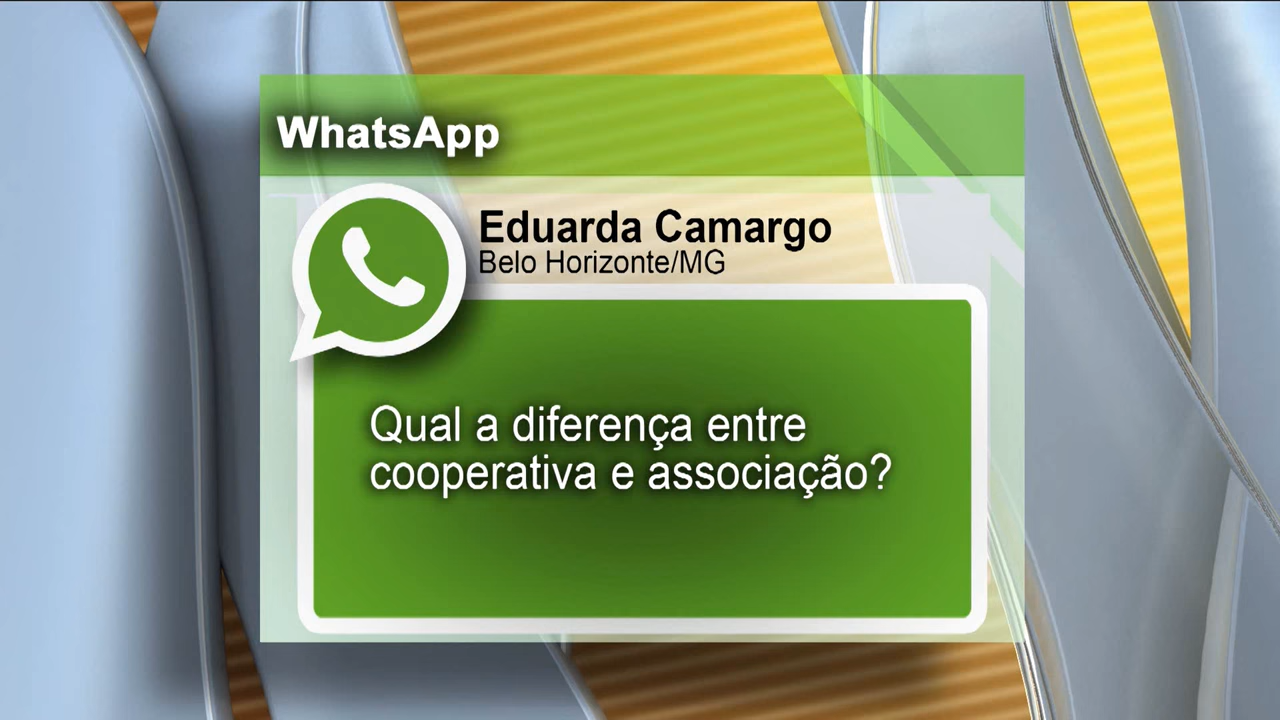 WhatsApp
Eduarda Camargo
Belo Horizonte/MG
Qual a diferença entre
cooperativa e associação?